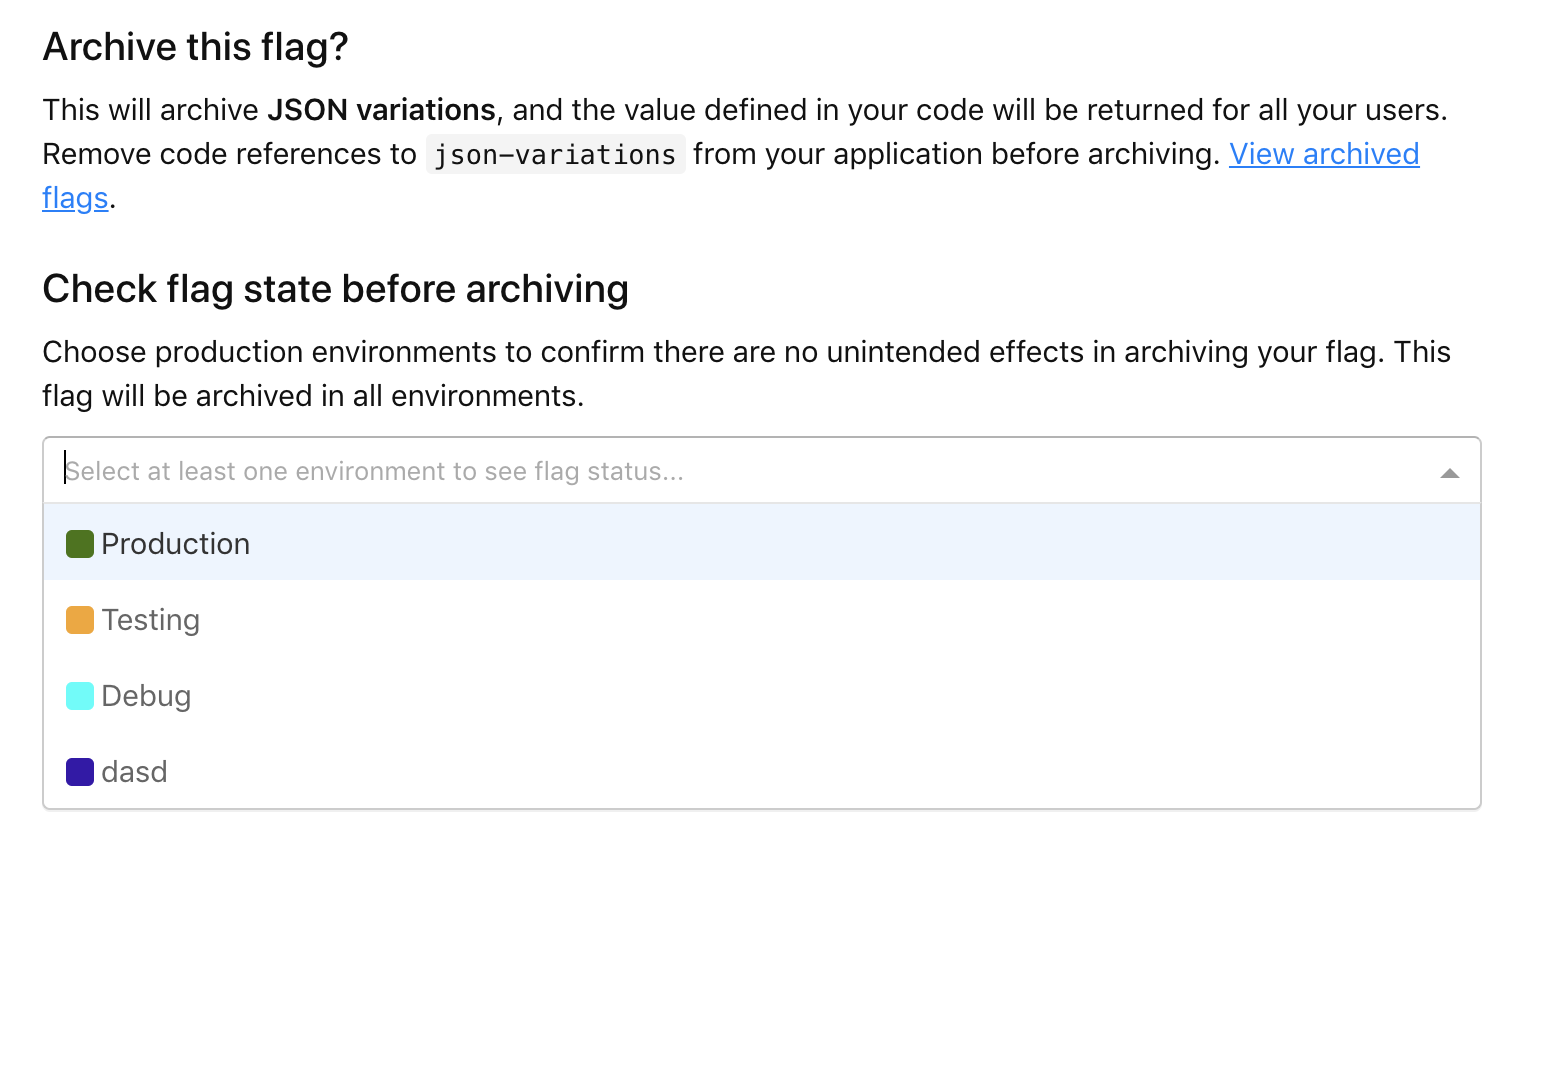 Archive this flag?
This will archive JSON variations, and the value defined in your code will be returned for all your users.
Remove code references to json-variations from your application before archiving. View archived
flags.
Check flag state before archiving
Choose production environments to confirm there are no unintended effects in archiving your flag. This
flag will be archived in all environments.
Select at least one environment to see flag status...
Production
Testing
Debug
dasd